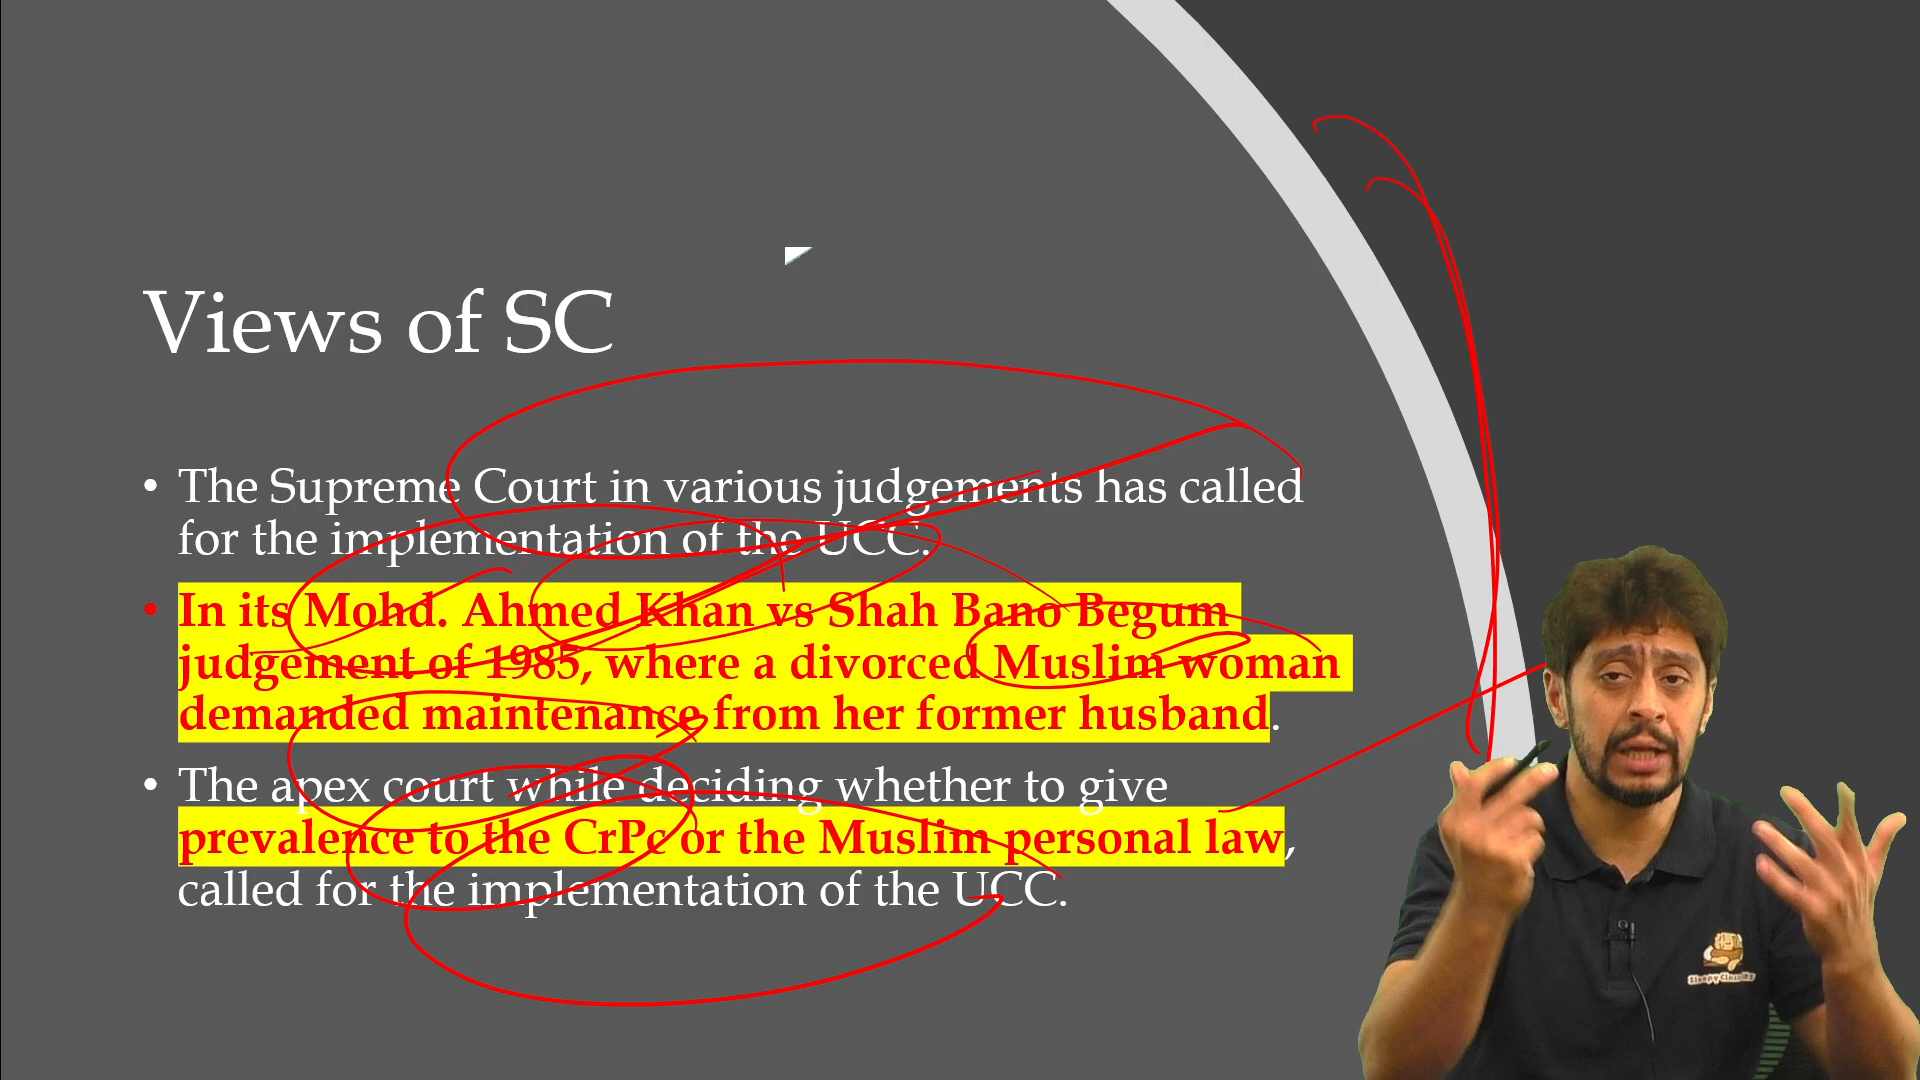 Views of SC
• The Supreme Court in various judgements has called
for the implementation of the UCC.
• In its Mohd. Ahmed Khan vs Shah Bano Begum
judgement of 1985, where a divorced Muslim woman
demanded maintenance from her former husband.
• The apex court while deciding whether to give
prevalence to the CrPc or the Muslim personal law,
called for the implementation of the UCC.